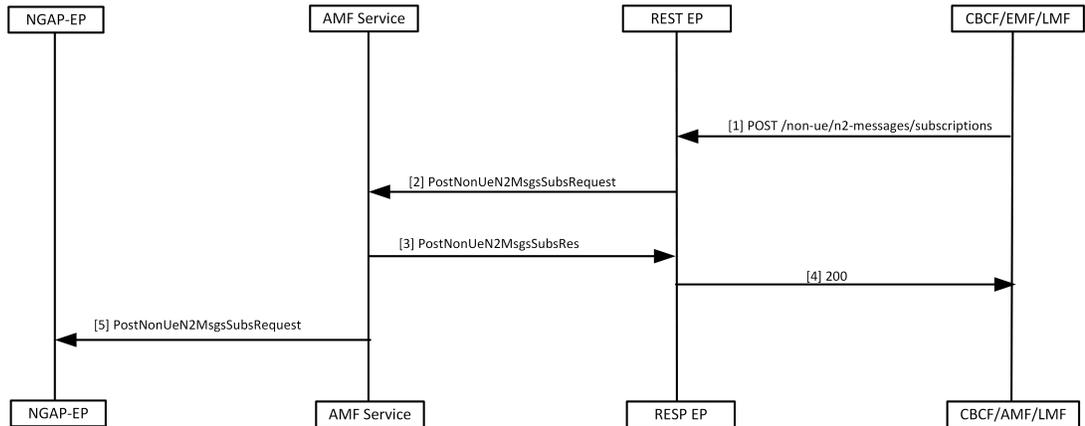 NGAP-EP
AMF Service
REST EP
CBCF/EMF/LMF
[1] POST /non-ue/n2-messages/subscriptions
[2] PostNonUeN2MsgsSubsRequest
[3] PostNonUeN2MsgsSubsRes
[4] 200
[5] PostNonUeN2MsgsSubsRequest
NGAP-EP
AMF Service
RESP EP
CBCF/AMF/LMF